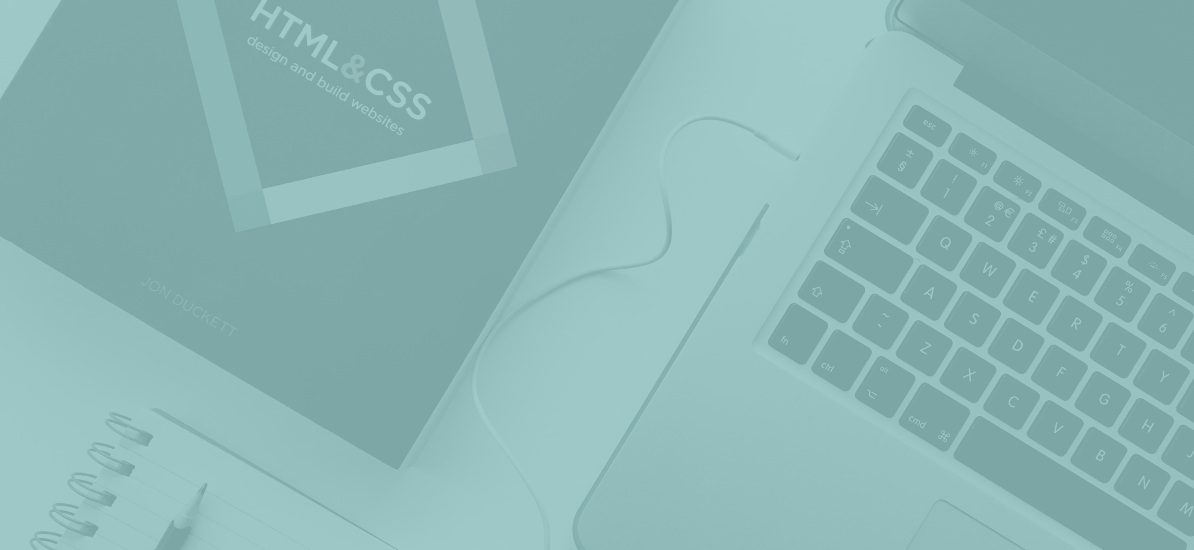 HTML&CSS
design and build websites
JON DUCKETT
esc
± § ! 1 @ € 2 £ # 3 $ 4 % 5 ^ 6
Q W E R T Y
A S D F G H J
~ ` Z X C V B N M
fn ctrl alt cmd